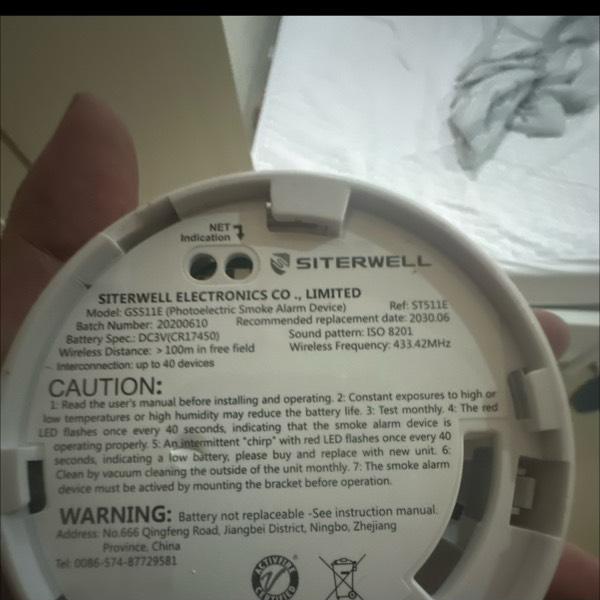 NET
Indication
SITERWELL
SITERWELL ELECTRONICS CO ., LIMITED
Model: GS511E (Photoelectric Smoke Alarm Device) Ref: ST511E
Batch Number: 20200610 Recommended replacement date: 2030.06
Battery Spec.: DC3V(CR17450) Sound pattern: ISO 8201
Wireless Distance: >100m in free field Wireless Frequency: 433.42MHz
Interconnection: up to 40 devices
CAUTION:
1: Read the user's manual before installing and operating. 2: Constant exposures to high or
low temperatures or high humidity may reduce the battery life. 3: Test monthly. 4: The red
LED flashes once every 40 seconds, indicating that the smoke alarm device is
operating properly. 5: An intermittent "chirp" with red LED flashes once every 40
seconds, indicating a low battery, please buy and replace with new unit. 6:
Clean by vacuum cleaning the outside of the unit monthly. 7: The smoke alarm
device must be actived by mounting the bracket before operation.
WARNING: Battery not replaceable -See instruction manual.
Address: No.666 Qingfeng Road, Jiangbei District, Ningbo, Zhejiang
Province, China
Tel: 0086-574-87729581